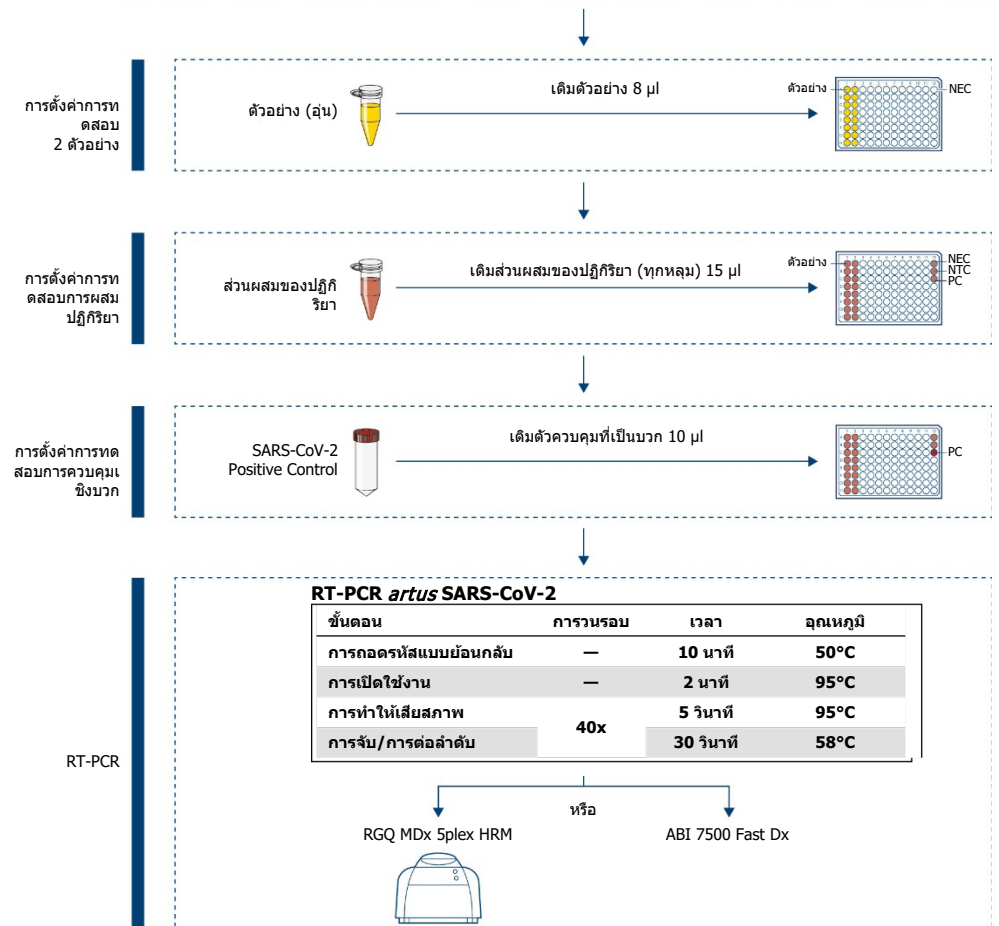 การตั้งค่าการท
ดสอบ
2 ตัวอย่าง
ตัวอย่าง (อุ่น)
เติมตัวอย่าง 8 µl
ตัวอย่าง
NEC
การตั้งค่าการท
ดสอบการผสม
ปฏิกิริยา
ส่วนผสมของปฏิกิ
ริยา
เติมส่วนผสมของปฏิกิริยา (ทุกหลุม) 15 µl
ตัวอย่าง
NEC
NTC
PC
การตั้งค่าการทด
สอบการควบคุมเ
ชิงบวก
SARS-CoV-2
Positive Control
เติมตัวควบคุมที่เป็นบวก 10 µl
PC
RT-PCR
RT-PCR artus SARS-CoV-2
ขั้นตอน การวนรอบ เวลา อุณหภูมิ
การถอดรหัสแบบย้อนกลับ — 10 นาที 50°C
การเปิดใช้งาน — 2 นาที 95°C
การทำให้เสียสภาพ 40x 5 วินาที 95°C
การจับ/การต่อลำดับ 30 วินาที 58°C
หรือ
RGQ MDx 5plex HRM
ABI 7500 Fast Dx